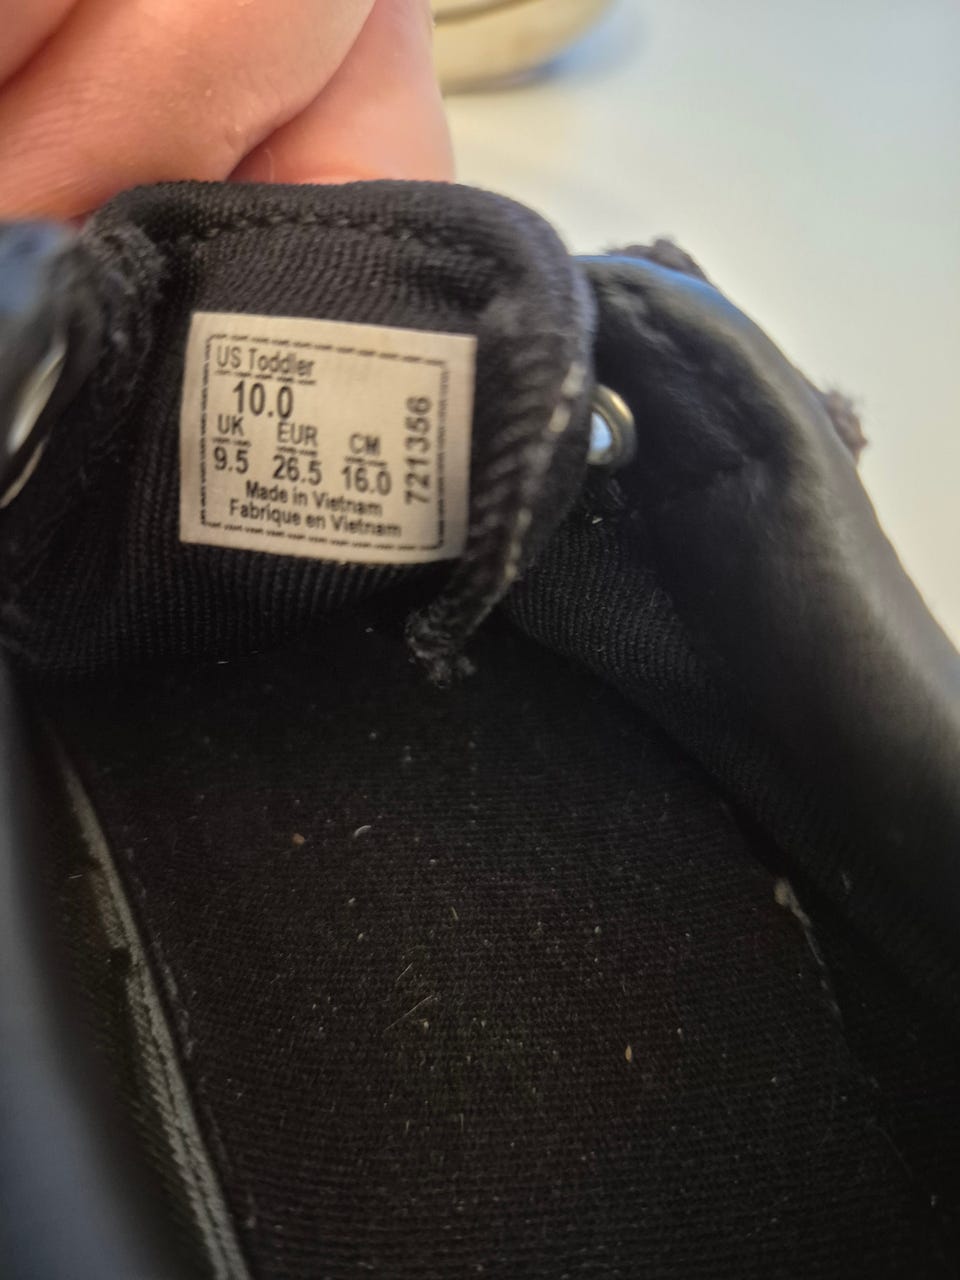 US Toddler
10.0
UK EUR CM
9.5 26.5 16.0
Made in Vietnam
Fabrique en Vietnam
721356